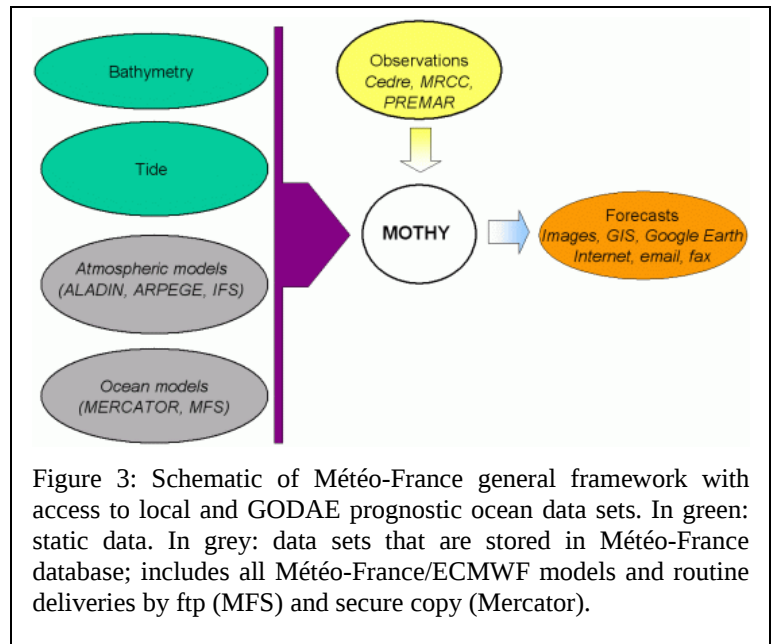 Bathymetry
Tide
Atmospheric models
(ALADIN, ARPEGE, IFS)
Ocean models
(MERCATOR, MFS)
Observations
Cedre, MRCC,
PREMAR
MOTHY
Forecasts
Images, GIS, Google Earth
Internet, email, fax
Figure 3: Schematic of Météo-France general framework with
access to local and GODAE prognostic ocean data sets. In green:
static data. In grey: data sets that are stored in Météo-France
database; includes all Météo-France/ECMWF models and routine
deliveries by ftp (MFS) and secure copy (Mercator).